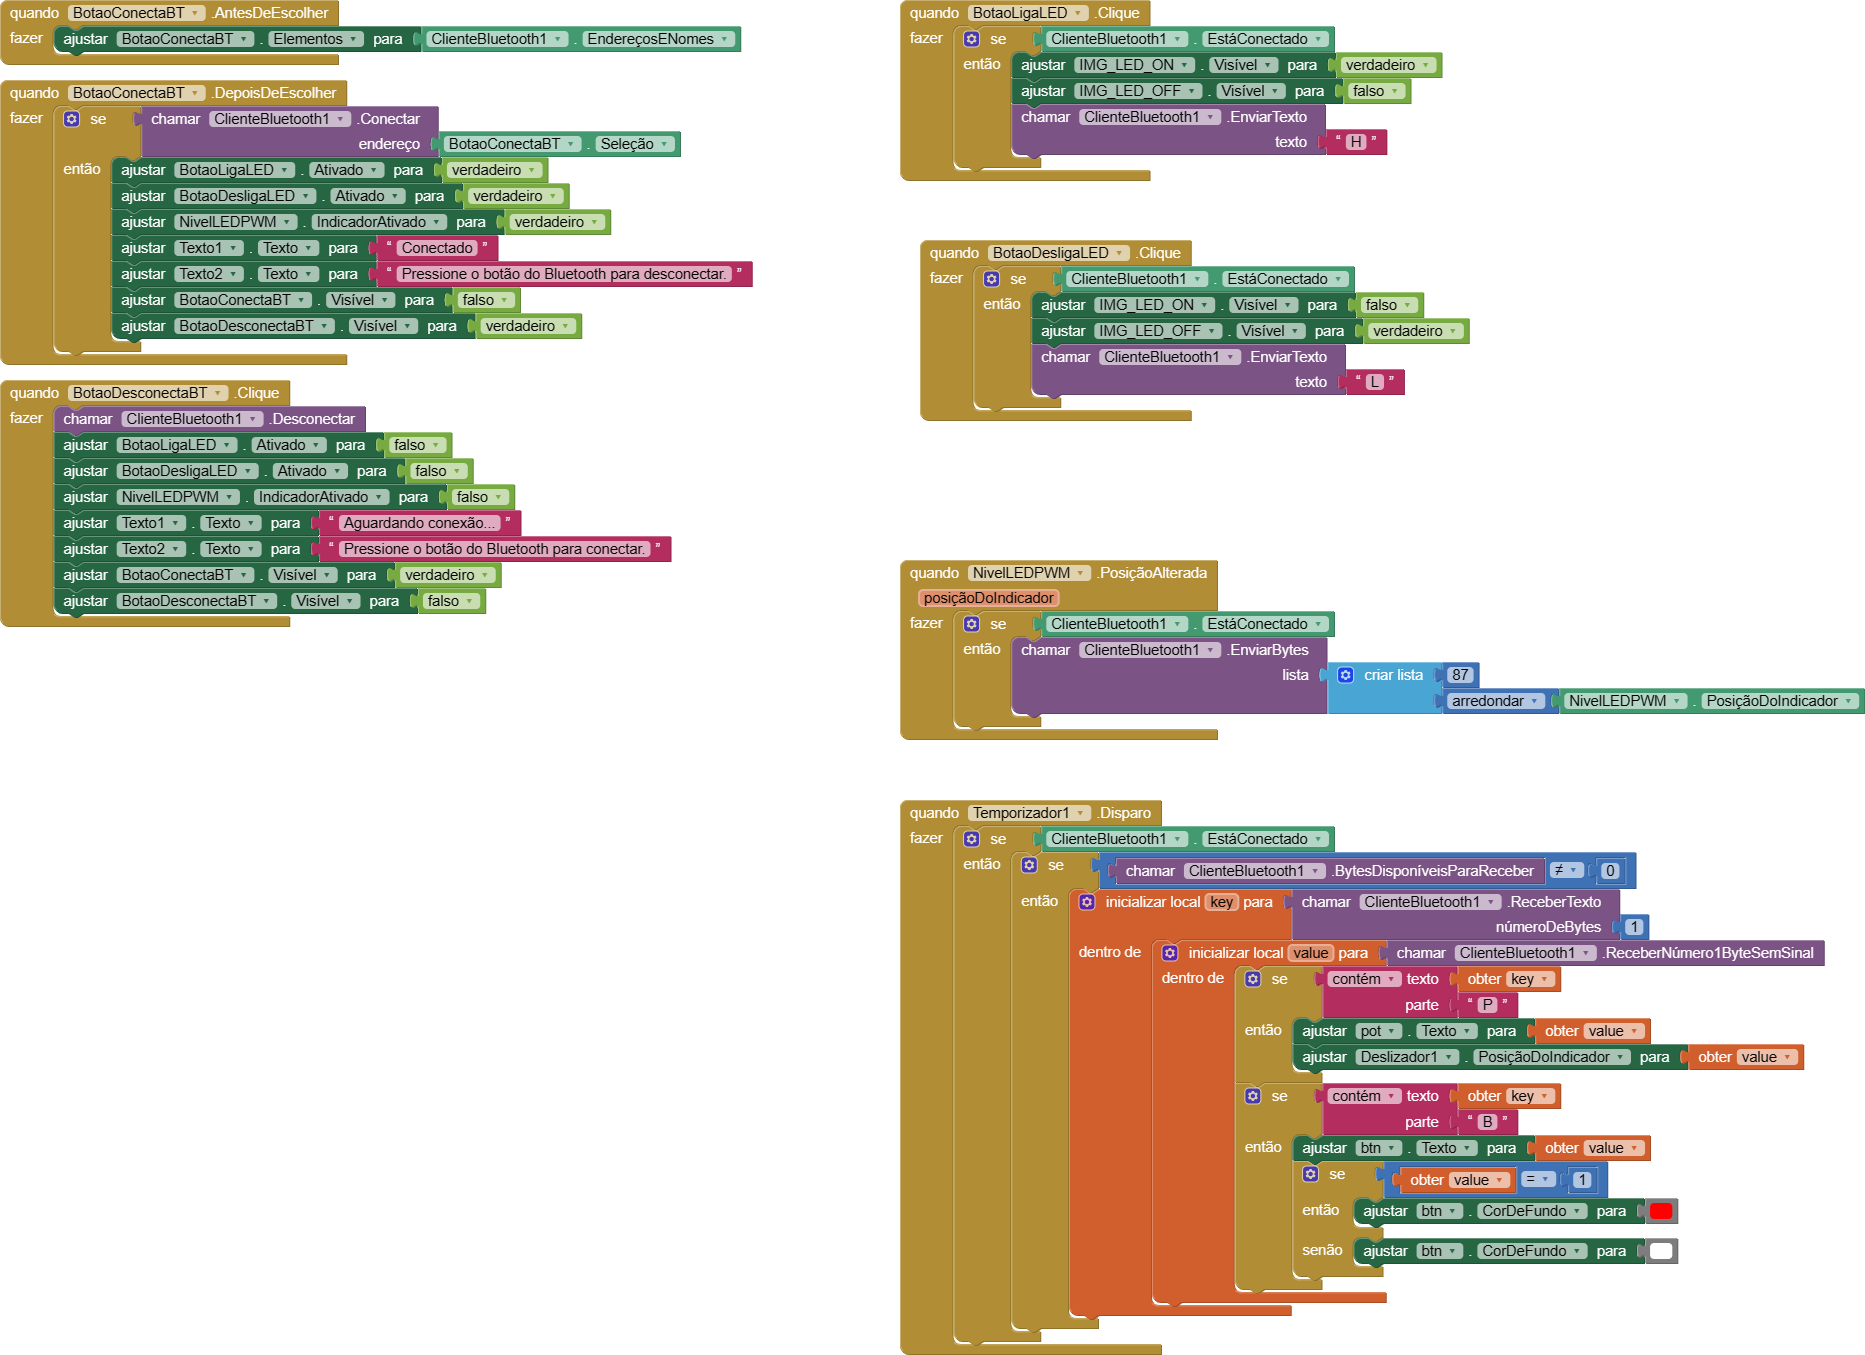 quando BotaoConectaBT .AntesDeEscolher
fazer ajustar BotaoConectaBT . Elementos para ClienteBluetooth1 . EndereçosENomes
quando BotaoConectaBT .DepoisDeEscolher
fazer se chamar ClienteBluetooth1 .Conectar
endereço BotaoConectaBT . Seleção
então ajustar BotaoLigaLED . Ativado para verdadeiro
ajustar BotaoDesligaLED . Ativado para verdadeiro
ajustar NivelLEDPWM . IndicadorAtivado para verdadeiro
ajustar Texto1 . Texto para “ Conectado ”
ajustar Texto2 . Texto para “ Pressione o botão do Bluetooth para desconectar. ”
ajustar BotaoConectaBT . Visível para falso
ajustar BotaoDesconectaBT . Visível para verdadeiro
quando BotaoDesconectaBT .Clique
fazer chamar ClienteBluetooth1 .Desconectar
ajustar BotaoLigaLED . Ativado para falso
ajustar BotaoDesligaLED . Ativado para falso
ajustar NivelLEDPWM . IndicadorAtivado para falso
ajustar Texto1 . Texto para “ Aguardando conexão... ”
ajustar Texto2 . Texto para “ Pressione o botão do Bluetooth para conectar. ”
ajustar BotaoConectaBT . Visível para verdadeiro
ajustar BotaoDesconectaBT . Visível para falso
quando BotaoLigaLED .Clique
fazer se ClienteBluetooth1 . EstáConectado
então ajustar IMG_LED_ON . Visível para verdadeiro
ajustar IMG_LED_OFF . Visível para falso
chamar ClienteBluetooth1 .EnviarTexto
texto “ H ”
quando BotaoDesligaLED .Clique
fazer se ClienteBluetooth1 . EstáConectado
então ajustar IMG_LED_ON . Visível para falso
ajustar IMG_LED_OFF . Visível para verdadeiro
chamar ClienteBluetooth1 .EnviarTexto
texto “ L ”
quando NivelLEDPWM .PosiçãoAlterada
posiçãoDoIndicador
fazer se ClienteBluetooth1 . EstáConectado
então chamar ClienteBluetooth1 .EnviarBytes
lista criar lista 87
arredondar NivelLEDPWM . PosiçãoDoIndicador
quando Temporizador1 .Disparo
fazer se ClienteBluetooth1 . EstáConectado
então se chamar ClienteBluetooth1 .BytesDisponíveisParaReceber ≠ 0
então inicializar local key para chamar ClienteBluetooth1 .ReceberTexto
númeroDeBytes 1
dentro de inicializar local value para chamar ClienteBluetooth1 .ReceberNúmero1ByteSemSinal
dentro de se contém texto obter key
parte “ P ”
então ajustar pot . Texto para obter value
ajustar Deslizador1 . PosiçãoDoIndicador para obter value
se contém texto obter key
parte “ B ”
então ajustar btn . Texto para obter value
se obter value = 1
então ajustar btn . CorDeFundo para
senão ajustar btn . CorDeFundo para